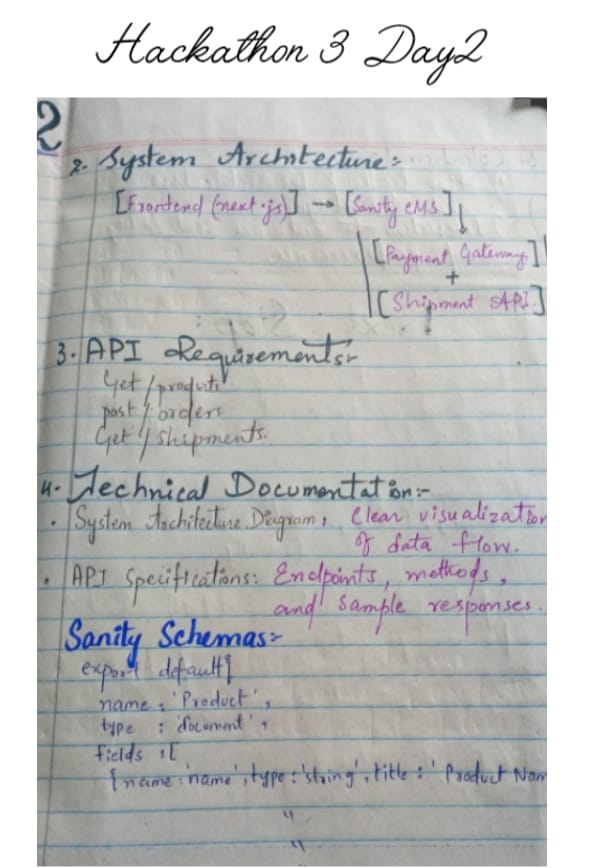 Hackathon 3 Day2
2
2- System Architecture:-
[Frontend (next.js)] → [Sanity CMS] ↓
[Payment Gateway]
+
[Shipment API]
3. API Requirements:-
Get / products
post / orders
Get / shipments.
4. Technical Documentation:-
• System Architecture Diagram: Clear visualization
of data flow.
• API Specifications: Endpoints, methods,
and sample responses.
Sanity Schemas:-
export default{
name: 'Product',
type : 'document',
fields :[
{name:'name', type:'string', title:' Product Nam
"
"